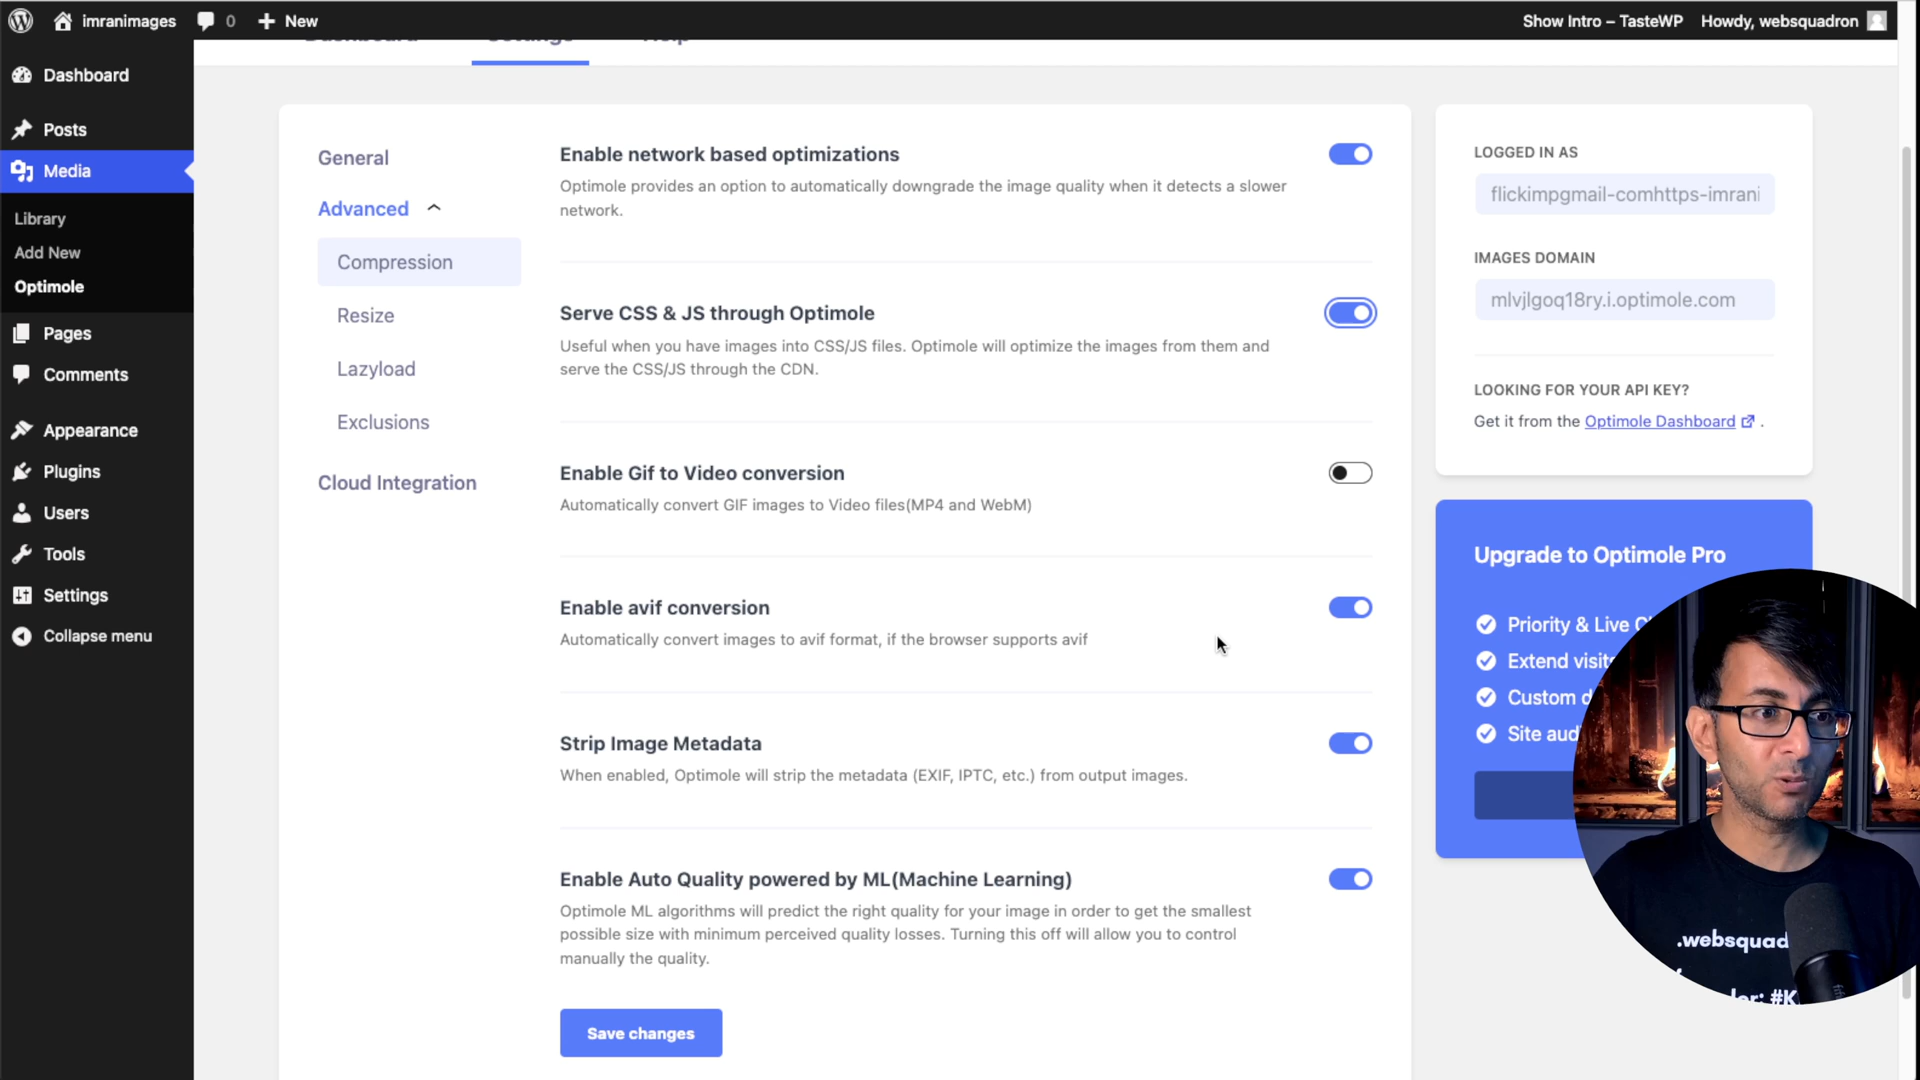 imranimages
0
New
Show Intro – TasteWP
Howdy, websquadron
Dashboard
Settings
Help
Dashboard
Posts
Media
Library
Add New
Optimole
Pages
Comments
Appearance
Plugins
Users
Tools
Settings
Collapse menu
General
Advanced
Compression
Resize
Lazyload
Exclusions
Cloud Integration
Enable network based optimizations
Optimole provides an option to automatically downgrade the image quality when it detects a slower
network.
Serve CSS & JS through Optimole
Useful when you have images into CSS/JS files. Optimole will optimize the images from them and
serve the CSS/JS through the CDN.
Enable Gif to Video conversion
Automatically convert GIF images to Video files(MP4 and WebM)
Enable avif conversion
Automatically convert images to avif format, if the browser supports avif
Strip Image Metadata
When enabled, Optimole will strip the metadata (EXIF, IPTC, etc.) from output images.
Enable Auto Quality powered by ML(Machine Learning)
Optimole ML algorithms will predict the right quality for your image in order to get the smallest
possible size with minimum perceived quality losses. Turning this off will allow you to control
manually the quality.
Save changes
LOGGED IN AS
flickimpgmail-comhttps-imrani
IMAGES DOMAIN
mlvjlgoq18ry.i.optimole.com
LOOKING FOR YOUR API KEY?
Get it from the Optimole Dashboard .
Upgrade to Optimole Pro
Priority & Live
Extend
Custom
Site
.websquad
#K